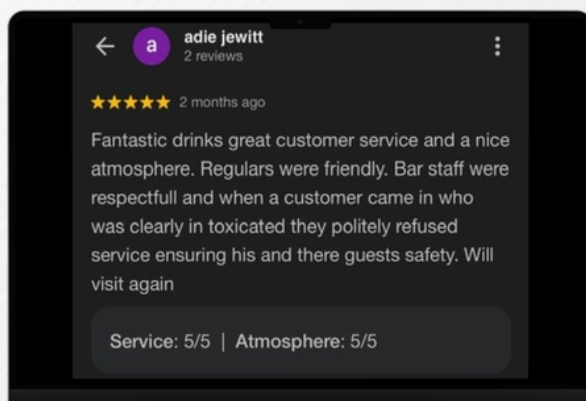 a
adie jewitt
2 reviews
★★★★★ 2 months ago
Fantastic drinks great customer service and a nice
atmosphere. Regulars were friendly. Bar staff were
respectfull and when a customer came in who
was clearly in toxicated they politely refused
service ensuring his and there guests safety. Will
visit again
Service: 5/5 | Atmosphere: 5/5